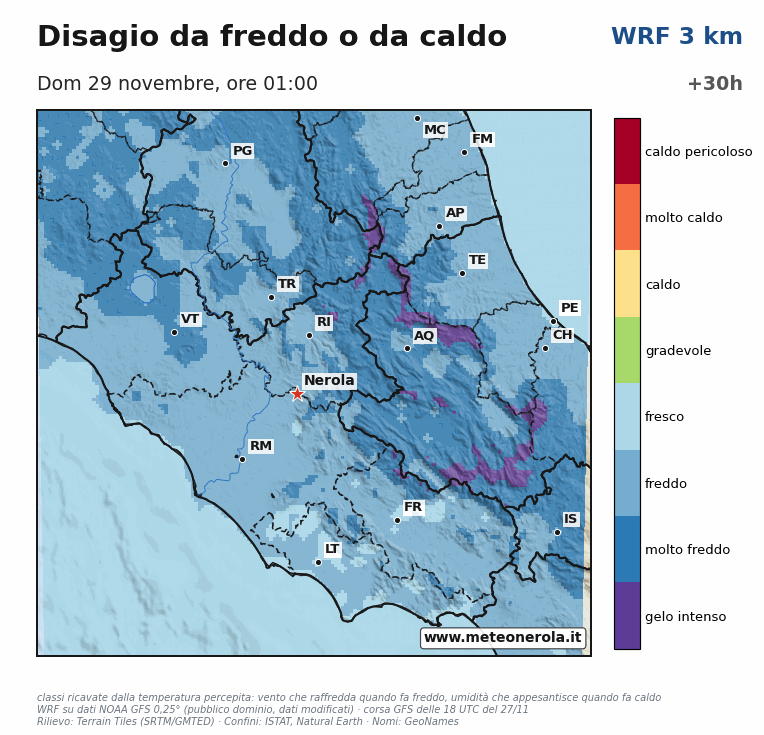 Disagio da freddo o da caldo
WRF 3 km
Dom 29 novembre, ore 01:00
+30h
MC
FM
PG
AP
TE
TR
PE
VT
RI
AQ
CH
Nerola
RM
FR
IS
LT
www.meteonerola.it
caldo pericoloso
molto caldo
caldo
gradevole
fresco
freddo
molto freddo
gelo intenso
classi ricavate dalla temperatura percepita: vento che raffredda quando fa freddo, umidità che appesantisce quando fa caldo
WRF su dati NOAA GFS 0,25° (pubblico dominio, dati modificati) · corsa GFS delle 18 UTC del 27/11
Rilievo: Terrain Tiles (SRTM/GMTED) · Confini: ISTAT, Natural Earth · Nomi: GeoNames